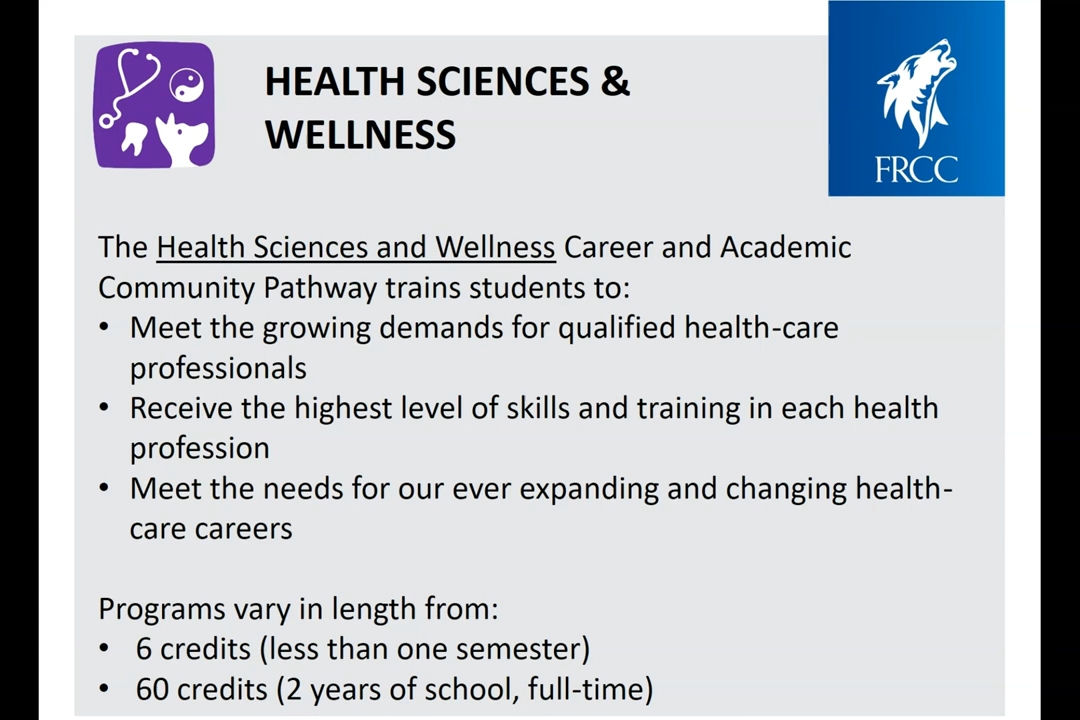 HEALTH SCIENCES &
WELLNESS
FRCC
The Health Sciences and Wellness Career and Academic
Community Pathway trains students to:
• Meet the growing demands for qualified health-care
professionals
• Receive the highest level of skills and training in each health
profession
• Meet the needs for our ever expanding and changing health-
care careers
Programs vary in length from:
• 6 credits (less than one semester)
• 60 credits (2 years of school, full-time)